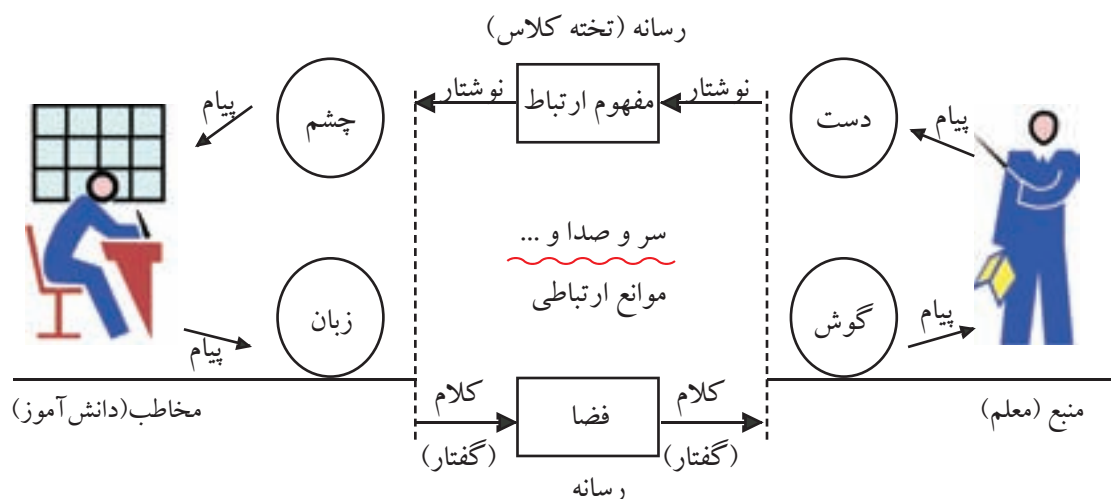 رسانه (تخته کلاس)
پیام
دست
نوشتار
مفهوم ارتباط
نوشتار
چشم
پیام
سر و صدا و ...
موانع ارتباطی
پیام
گوش
زبان
پیام
منبع (معلم)
کلام
(گفتار)
فضا
کلام
(گفتار)
مخاطب(دانش‌آموز)
رسانه